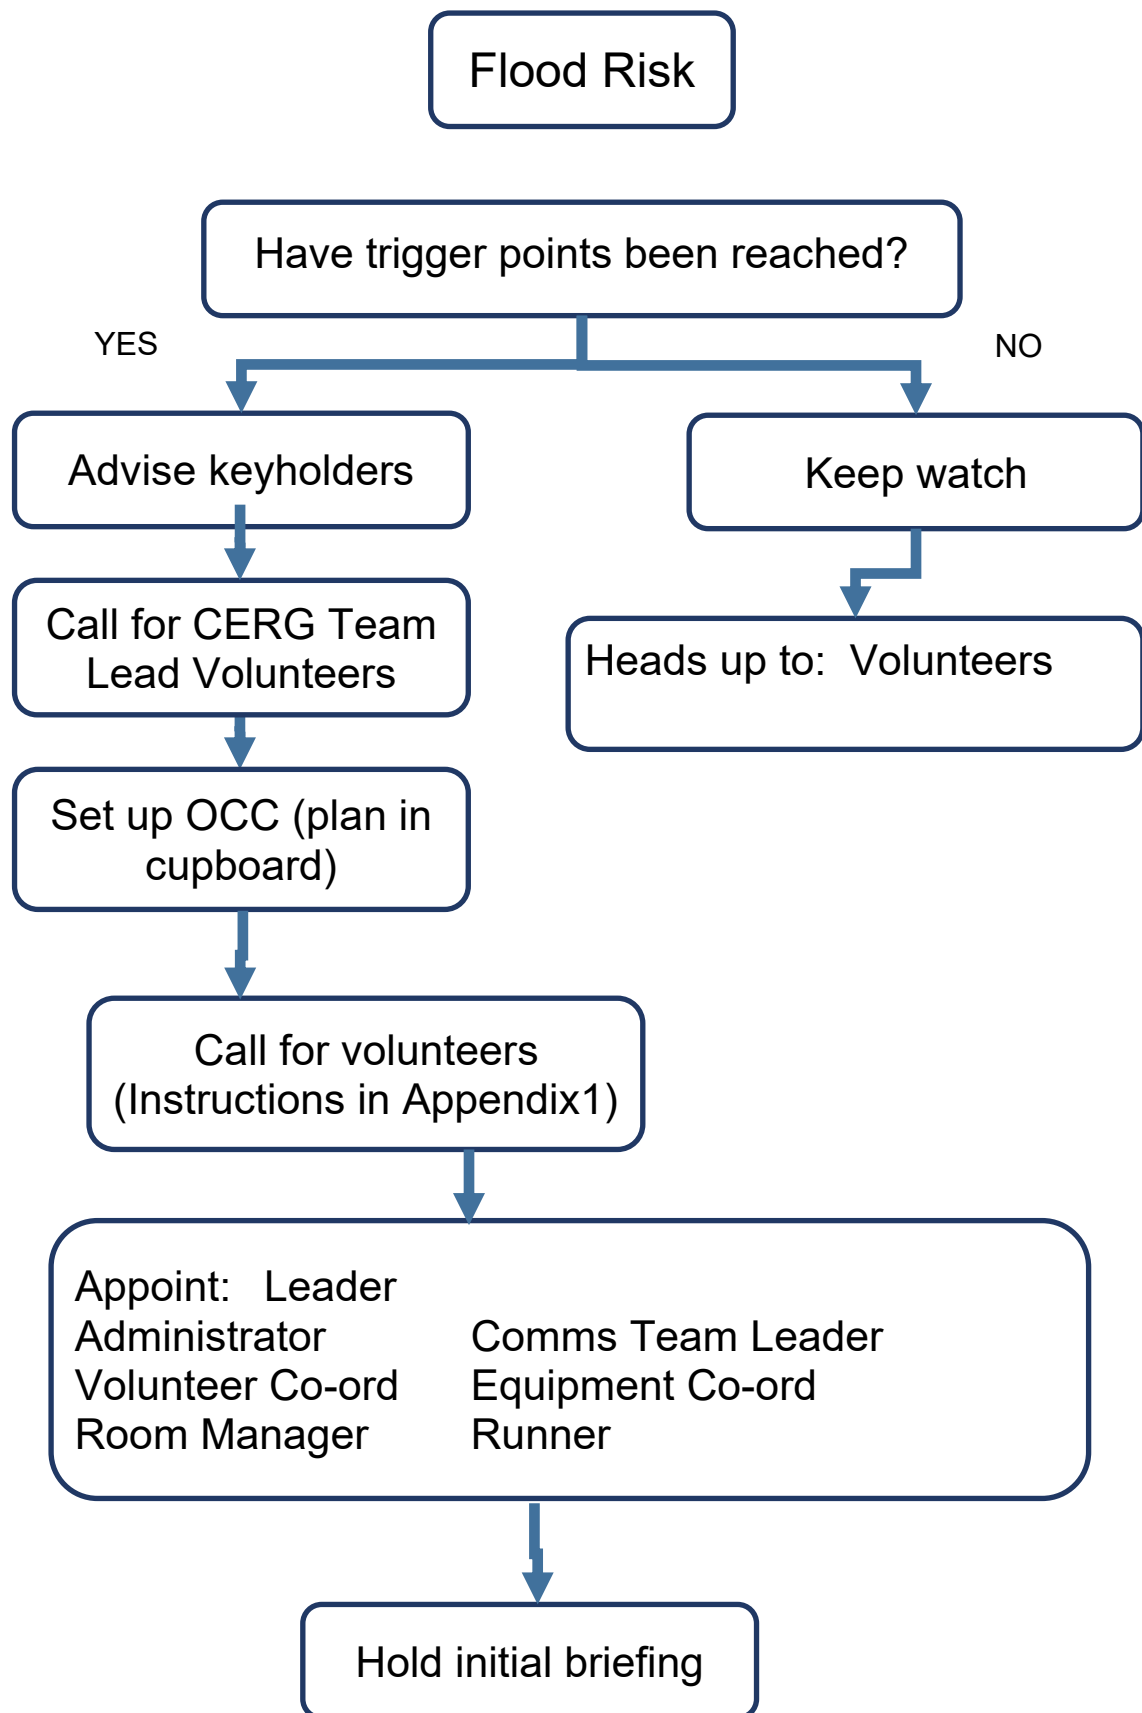 Flood Risk
Have trigger points been reached?
YES
NO
Advise keyholders
Keep watch
Call for CERG Team
Lead Volunteers
Heads up to:  Volunteers
Set up OCC (plan in
cupboard)
Call for volunteers
(Instructions in Appendix1)
Appoint:   Leader
Administrator    Comms Team Leader
Volunteer Co-ord    Equipment Co-ord
Room Manager    Runner
Hold initial briefing